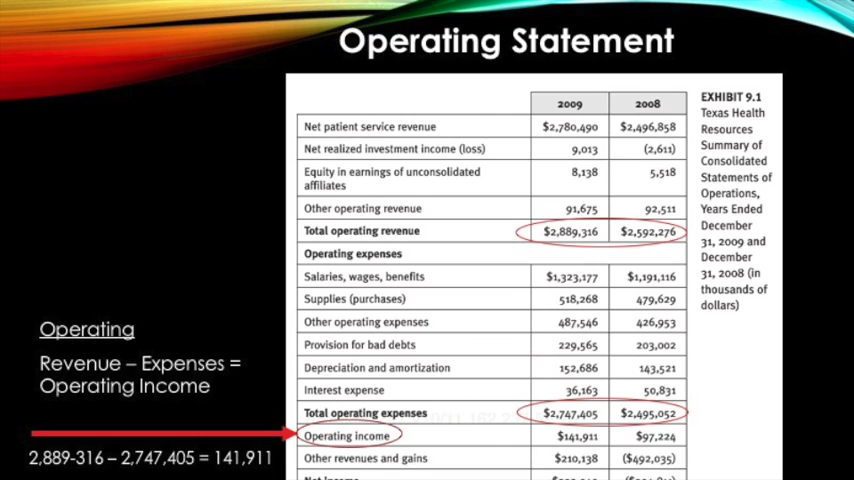 Operating Statement
2009 2008
Net patient service revenue $2,780,490 $2,496,858
Net realized investment income (loss) 9,013 (2,611)
Equity in earnings of unconsolidated
affiliates 8,138 5,518
Other operating revenue 91,675 92,511
Total operating revenue $2,889,316 $2,592,276
Operating expenses
Salaries, wages, benefits $1,323,177 $1,191,116
Supplies (purchases) 518,268 479,629
Other operating expenses 487,546 426,953
Provision for bad debts 229,565 203,002
Depreciation and amortization 152,686 143,521
Interest expense 36,163 50,831
Total operating expenses $2,747,405 $2,495,052
Operating income $141,911 $97,224
Other revenues and gains $210,138 ($492,035)
EXHIBIT 9.1
Texas Health
Resources
Summary of
Consolidated
Statements of
Operations,
Years Ended
December
31, 2009 and
December
31, 2008 (in
thousands of
dollars)
Operating
Revenue – Expenses =
Operating Income
2,889-316 – 2,747,405 = 141,911